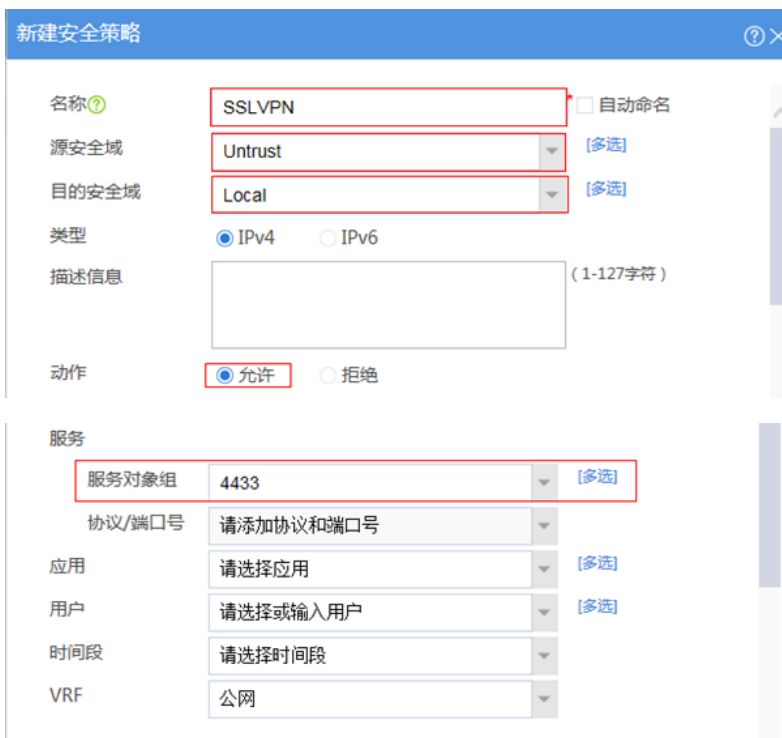 新建安全策略
名称 SSLVPN * 自动命名
源安全域 Untrust [多选]
目的安全域 Local [多选]
类型 IPv4 IPv6
描述信息 (1-127字符)
动作 允许 拒绝
服务
服务对象组 4433 [多选]
协议/端口号 请添加协议和端口号
应用 请选择应用 [多选]
用户 请选择或输入用户 [多选]
时间段 请选择时间段
VRF 公网